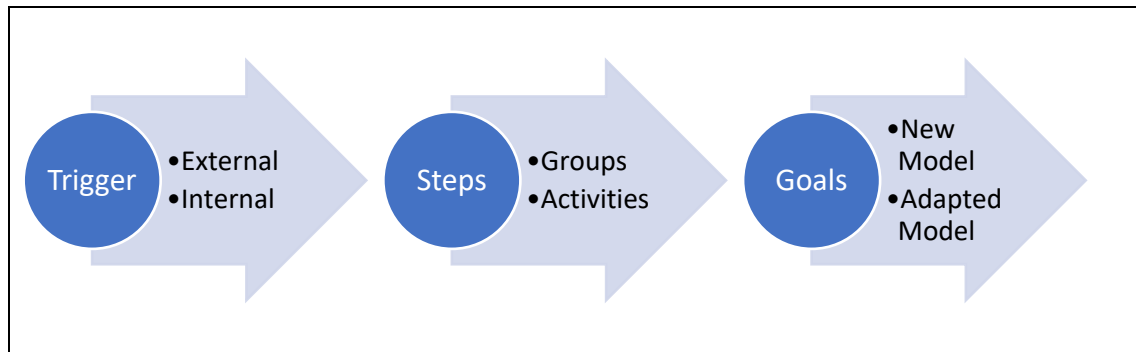 Trigger
•External
•Internal
Steps
•Groups
•Activities
Goals
•New
Model
•Adapted
Model